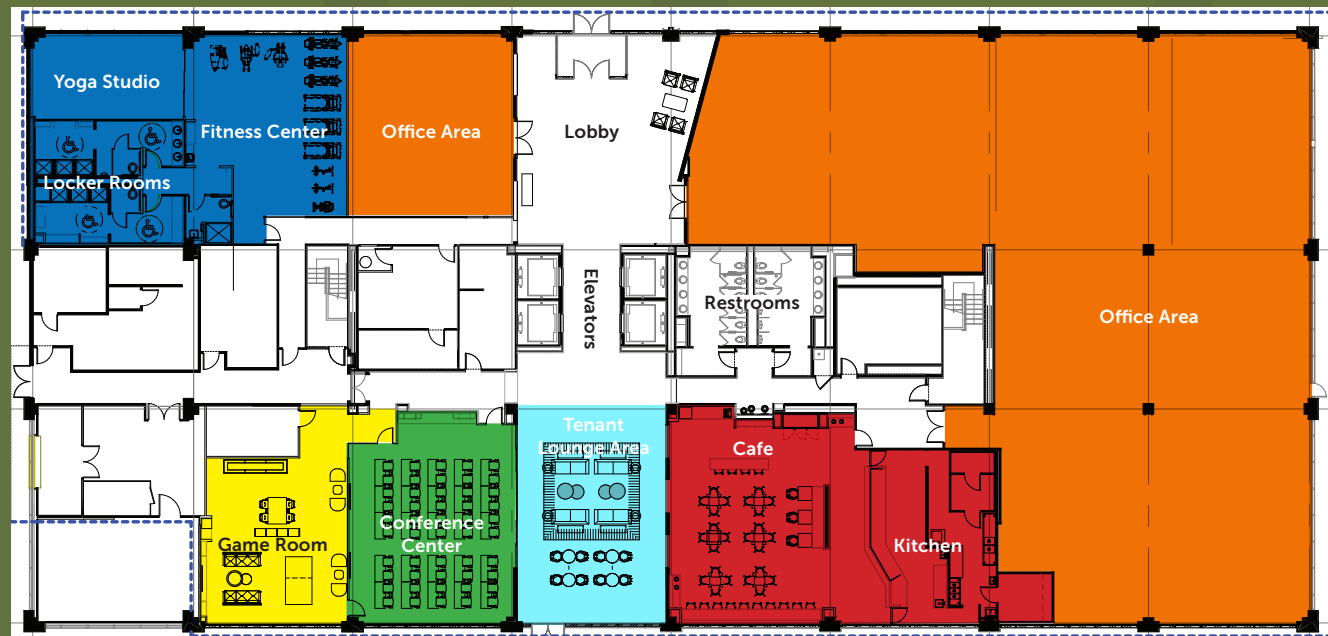 Yoga Studio
Fitness Center
Office Area
Lobby
Locker Rooms
Elevators
Restrooms
Office Area
Tenant
Lounge Area
Cafe
Conference
Center
Game Room
Kitchen